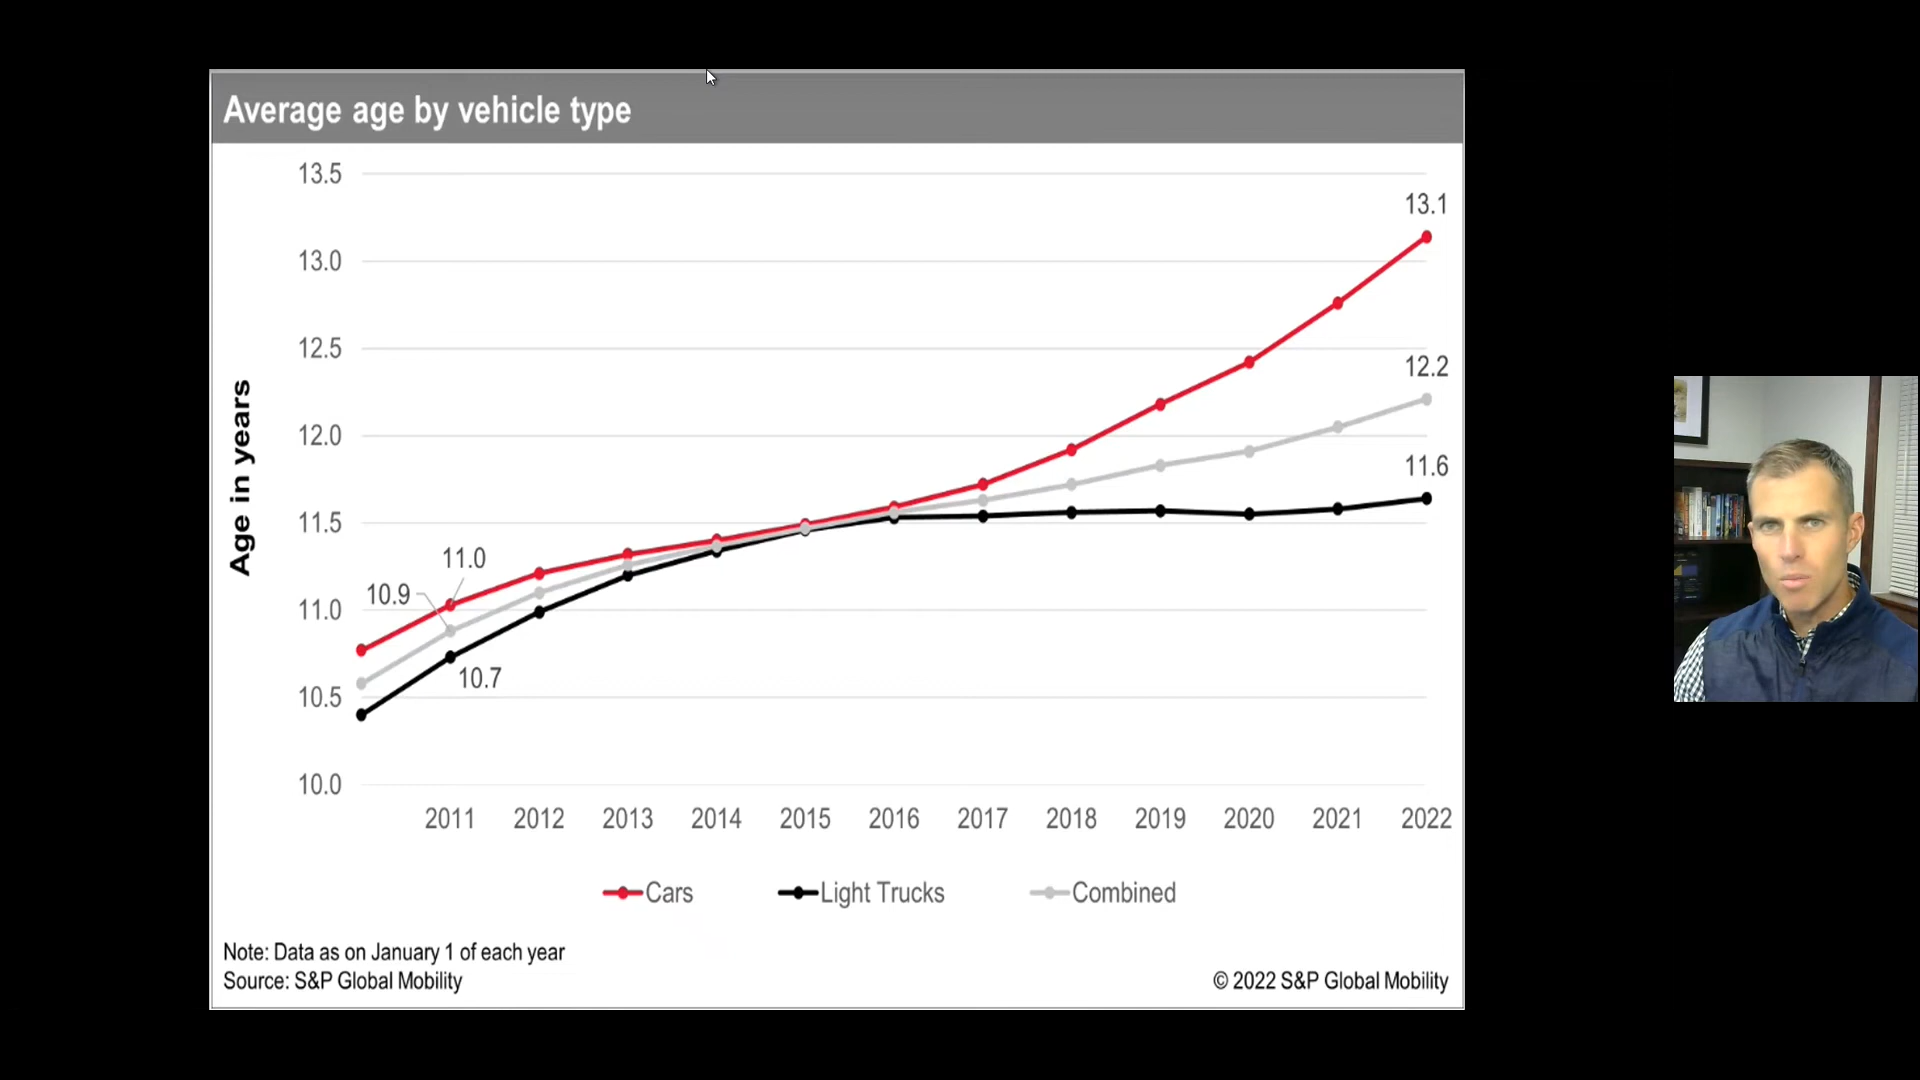 Average age by vehicle type
13.5
13.1
13.0
12.5
12.2
12.0
11.6
11.5
11.0
10.9
11.0
10.7
10.5
10.0
Age in years
2011 2012 2013 2014 2015 2016 2017 2018 2019 2020 2021 2022
Cars Light Trucks Combined
Note: Data as on January 1 of each year
Source: S&P Global Mobility
© 2022 S&P Global Mobility